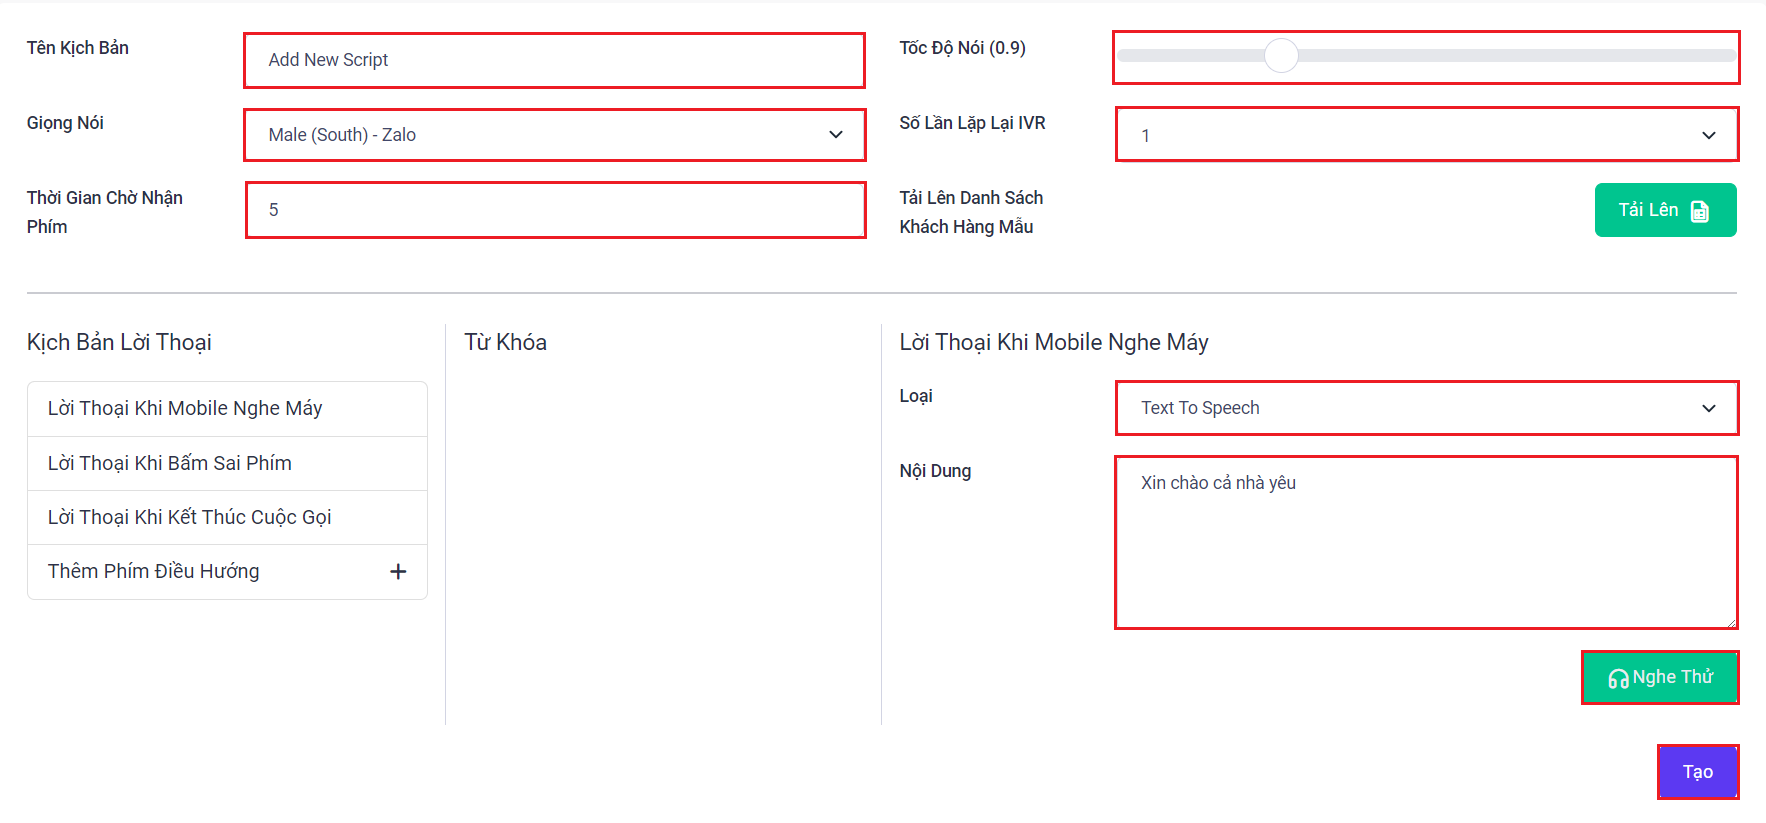 Tên Kịch Bản
Add New Script
Tốc Độ Nói (0.9)
Giọng Nói
Male (South) - Zalo
Số Lần Lặp Lại IVR
1
Thời Gian Chờ Nhận
Phím
5
Tải Lên Danh Sách
Khách Hàng Mẫu
Tải Lên
Kịch Bản Lời Thoại
Lời Thoại Khi Mobile Nghe Máy
Lời Thoại Khi Bấm Sai Phím
Lời Thoại Khi Kết Thúc Cuộc Gọi
Thêm Phím Điều Hướng
Từ Khóa
Lời Thoại Khi Mobile Nghe Máy
Loại
Text To Speech
Nội Dung
Xin chào cả nhà yêu
Nghe Thử
Tạo